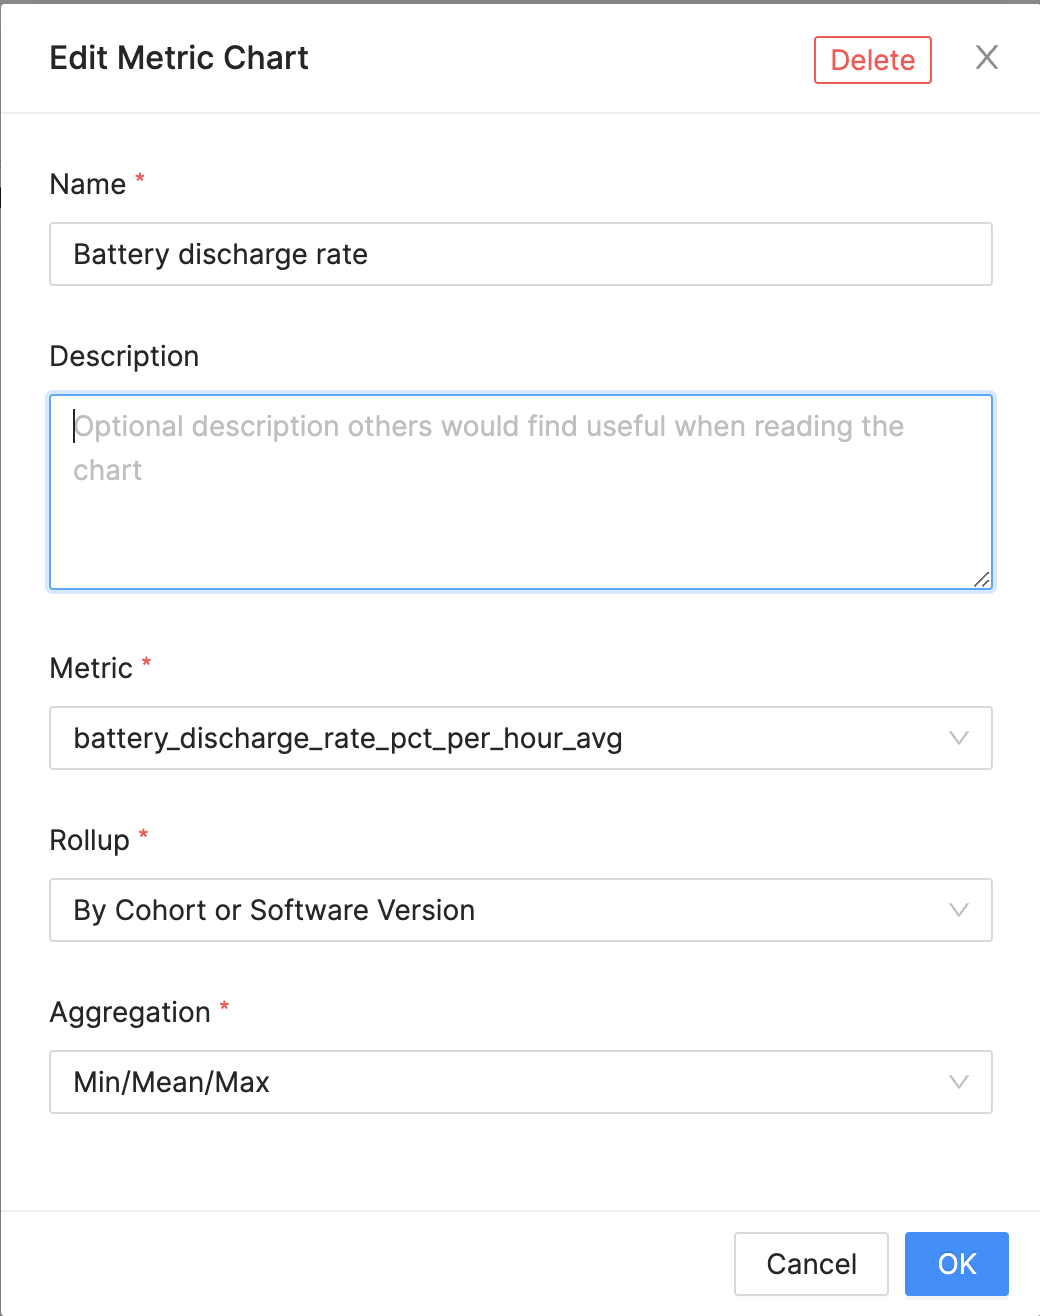 Edit Metric Chart
Delete
Name *
Battery discharge rate
Description
Optional description others would find useful when reading the
chart
Metric *
battery_discharge_rate_pct_per_hour_avg
Rollup *
By Cohort or Software Version
Aggregation *
Min/Mean/Max
Cancel
OK